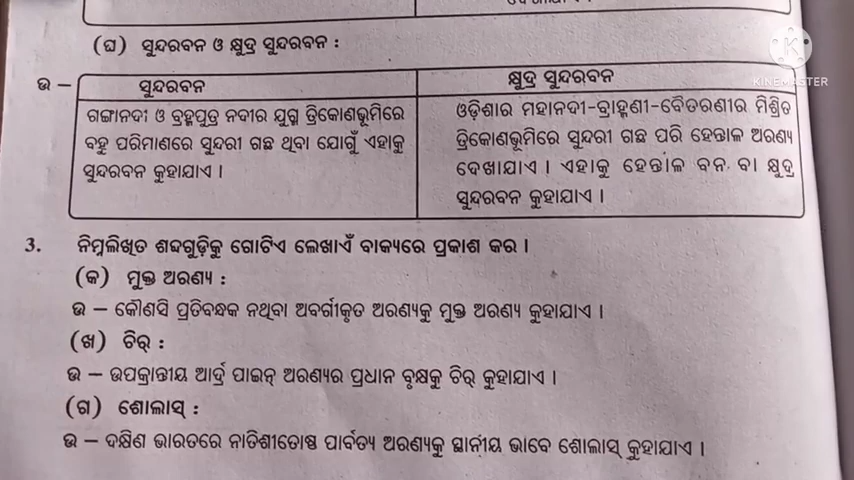 (ଘ) ସୁନ୍ଦରବନ ଓ କ୍ଷୁଦ୍ର ସୁନ୍ଦରବନ :
KINEMASTER
ଉ – ସୁନ୍ଦରବନ
ଗଙ୍ଗାନଦୀ ଓ ବ୍ରହ୍ମପୁତ୍ର ନଦୀର ଯୁଗ୍ମ ତ୍ରିକୋଣଭୂମିରେ
ବହୁ ପରିମାଣରେ ସୁନ୍ଦରୀ ଗଛ ଥିବା ଯୋଗୁଁ ଏହାକୁ
ସୁନ୍ଦରବନ କୁହାଯାଏ ।
କ୍ଷୁଦ୍ର ସୁନ୍ଦରବନ
ଓଡ଼ିଶାର ମହାନଦୀ-ବ୍ରାହ୍ମଣୀ-ବୈତରଣୀର ମିଶ୍ରିତ
ତ୍ରିକୋଣଭୂମିରେ ସୁନ୍ଦରୀ ଗଛ ପରି ହେନ୍ତାଳ ଅରଣ୍ୟ
ଦେଖାଯାଏ । ଏହାକୁ ହେନ୍ତାଳ ବନ ବା କ୍ଷୁଦ୍ର
ସୁନ୍ଦରବନ କୁହାଯାଏ ।
3. ନିମ୍ନଲିଖିତ ଶବ୍ଦଗୁଡ଼ିକୁ ଗୋଟିଏ ଲେଖାଏଁ ବାକ୍ୟରେ ପ୍ରକାଶ କର ।
(କ) ମୁକ୍ତ ଅରଣ୍ୟ :
ଉ – କୌଣସି ପ୍ରତିବନ୍ଧକ ନଥିବା ଅବର୍ଗୀକୃତ ଅରଣ୍ୟକୁ ମୁକ୍ତ ଅରଣ୍ୟ କୁହାଯାଏ ।
(ଖ) ଚିର୍ :
ଉ – ଉପକ୍ରାନ୍ତୀୟ ଆର୍ଦ୍ର ପାଇନ୍ ଅରଣ୍ୟର ପ୍ରଧାନ ବୃକ୍ଷକୁ ଚିର୍ କୁହାଯାଏ ।
(ଗ) ଶୋଲାସ୍ :
ଉ – ଦକ୍ଷିଣ ଭାରତରେ ନାତିଶୀତୋଷ୍ଣ ପାର୍ବତ୍ୟ ଅରଣ୍ୟକୁ ସ୍ଥାନୀୟ ଭାବେ ଶୋଲାସ୍ କୁହାଯାଏ ।